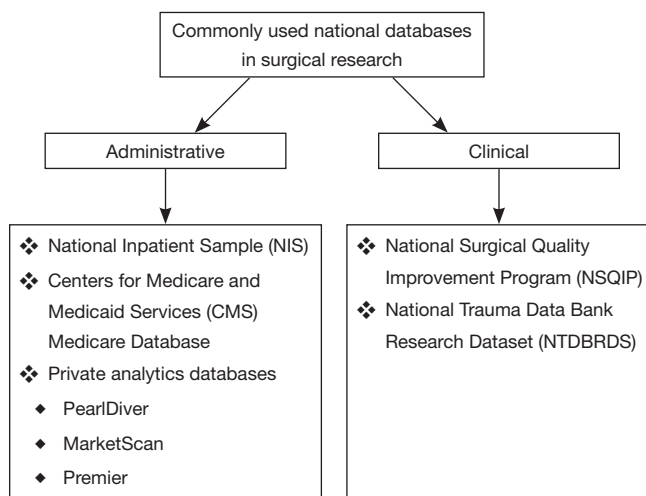 Commonly used national databases
in surgical research
Administrative
Clinical
❖ National Inpatient Sample (NIS)
❖ Centers for Medicare and
Medicaid Services (CMS)
Medicare Database
❖ Private analytics databases
◆ PearlDiver
◆ MarketScan
◆ Premier
❖ National Surgical Quality
Improvement Program (NSQIP)
❖ National Trauma Data Bank
Research Dataset (NTDBRDS)